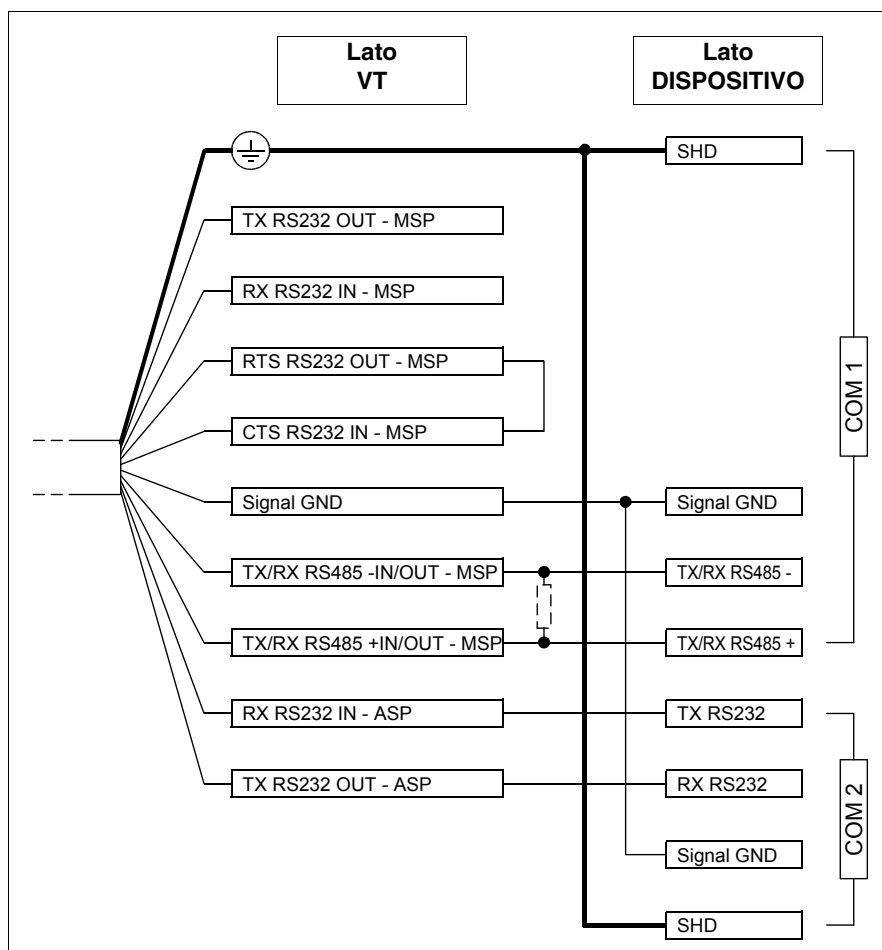 Lato
VT
Lato
DISPOSITIVO
SHD
TX RS232 OUT - MSP
RX RS232 IN - MSP
RTS RS232 OUT - MSP
CTS RS232 IN - MSP
COM 1
Signal GND
Signal GND
TX/RX RS485 -IN/OUT - MSP
TX/RX RS485 -
TX/RX RS485 +IN/OUT - MSP
TX/RX RS485 +
RX RS232 IN - ASP
TX RS232
TX RS232 OUT - ASP
RX RS232
COM 2
Signal GND
SHD